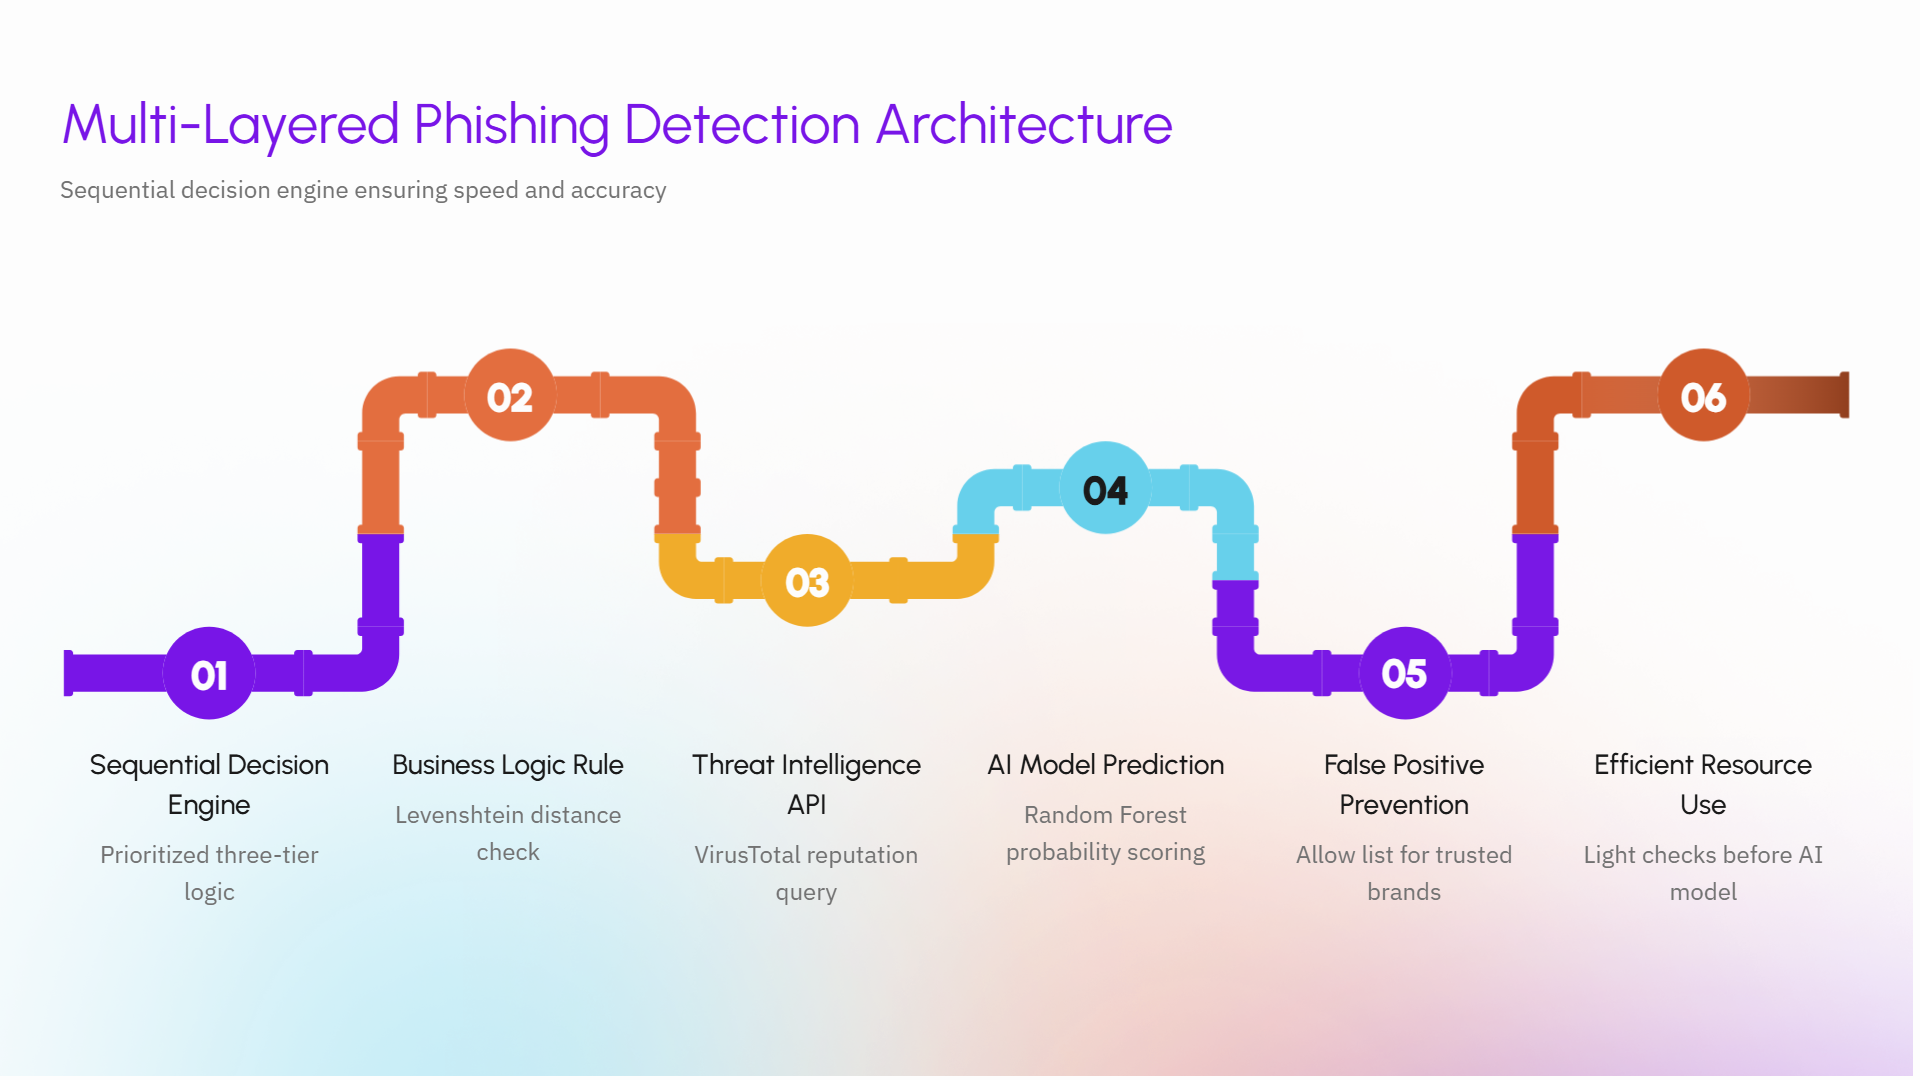 Multi-Layered Phishing Detection Architecture
Sequential decision engine ensuring speed and accuracy
01
02
03
04
05
06
Sequential Decision
Engine
Prioritized three-tier
logic
Business Logic Rule
Levenshtein distance
check
Threat Intelligence
API
VirusTotal reputation
query
AI Model Prediction
Random Forest
probability scoring
False Positive
Prevention
Allow list for trusted
brands
Efficient Resource
Use
Light checks before AI
model